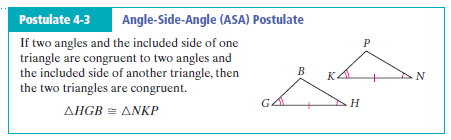 Postulate 4-3 Angle-Side-Angle (ASA) Postulate
If two angles and the included side of one
triangle are congruent to two angles and
the included side of another triangle, then
the two triangles are congruent.
△HGB ≅ △NKP
P
B
K
N
G
H